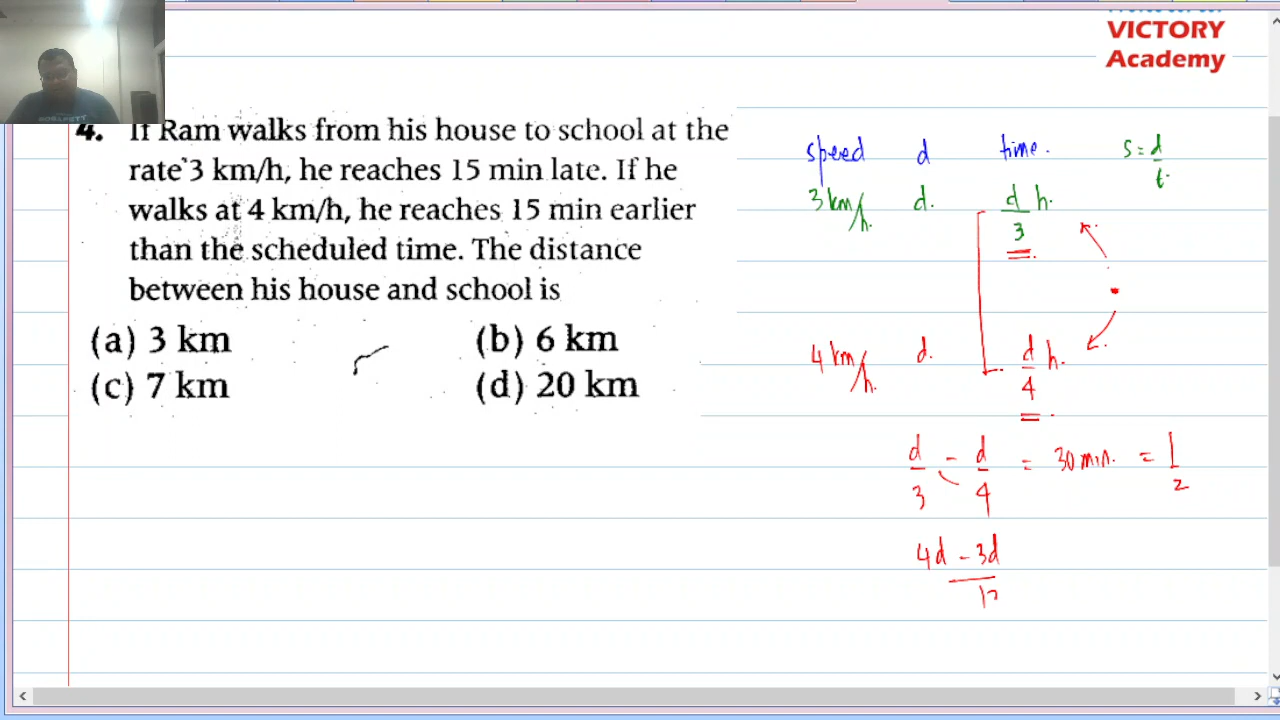 VICTORY
Academy
4. If Ram walks from his house to school at the
rate 3 km/h, he reaches 15 min late. If he
walks at 4 km/h, he reaches 15 min earlier
than the scheduled time. The distance
between his house and school is
(a) 3 km (b) 6 km
(c) 7 km (d) 20 km
speed d time. s = d/t
3 km/h. d. d/3 h.
4 km/h. d. d/4 h.
d/3 - d/4 = 30 min. = 1/2
4d - 3d
12